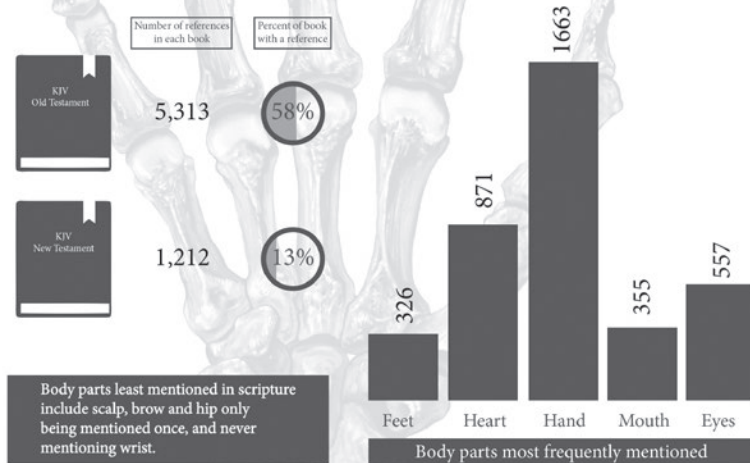 Number of references
in each book
Percent of book
with a reference
KJV
Old Testament
5,313
58%
KJV
New Testament
1,212
13%
Body parts least mentioned in scripture
include scalp, brow and hip only
being mentioned once, and never
mentioning wrist.
326
871
1663
355
557
Feet
Heart
Hand
Mouth
Eyes
Body parts most frequently mentioned